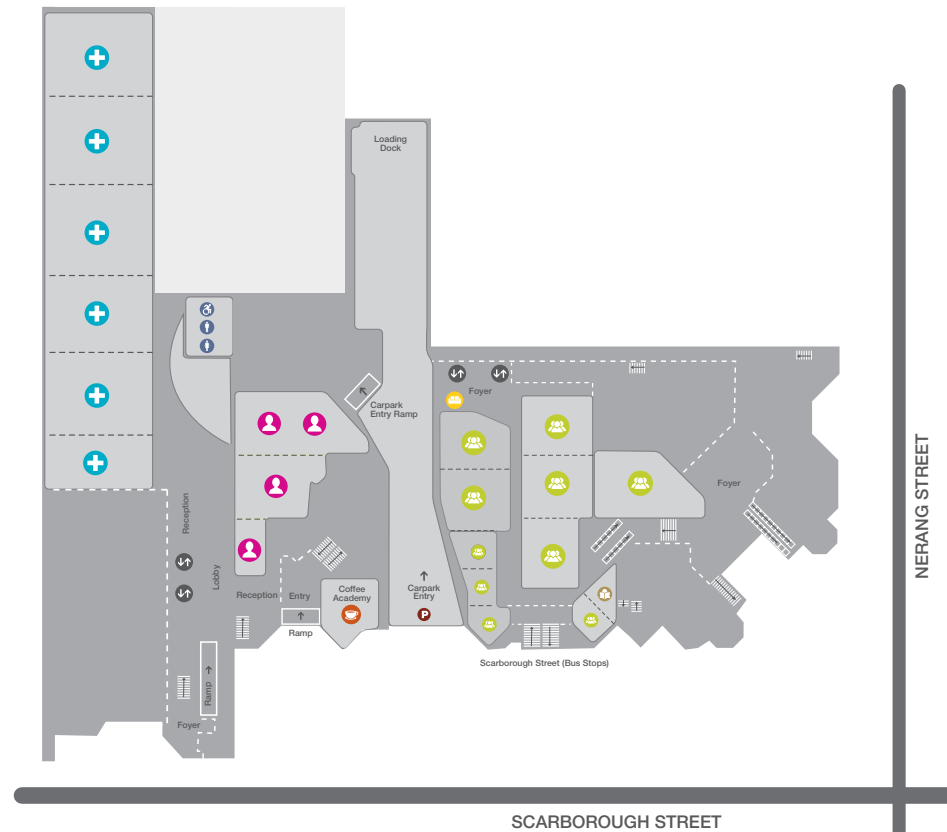 Loading
Dock
Carpark
Entry Ramp
Foyer
Foyer
Reception
Lobby
Reception
Entry
Ramp
Coffee
Academy
Carpark
Entry
P
Scarborough Street (Bus Stops)
Ramp
Foyer
NERANG STREET
SCARBOROUGH STREET